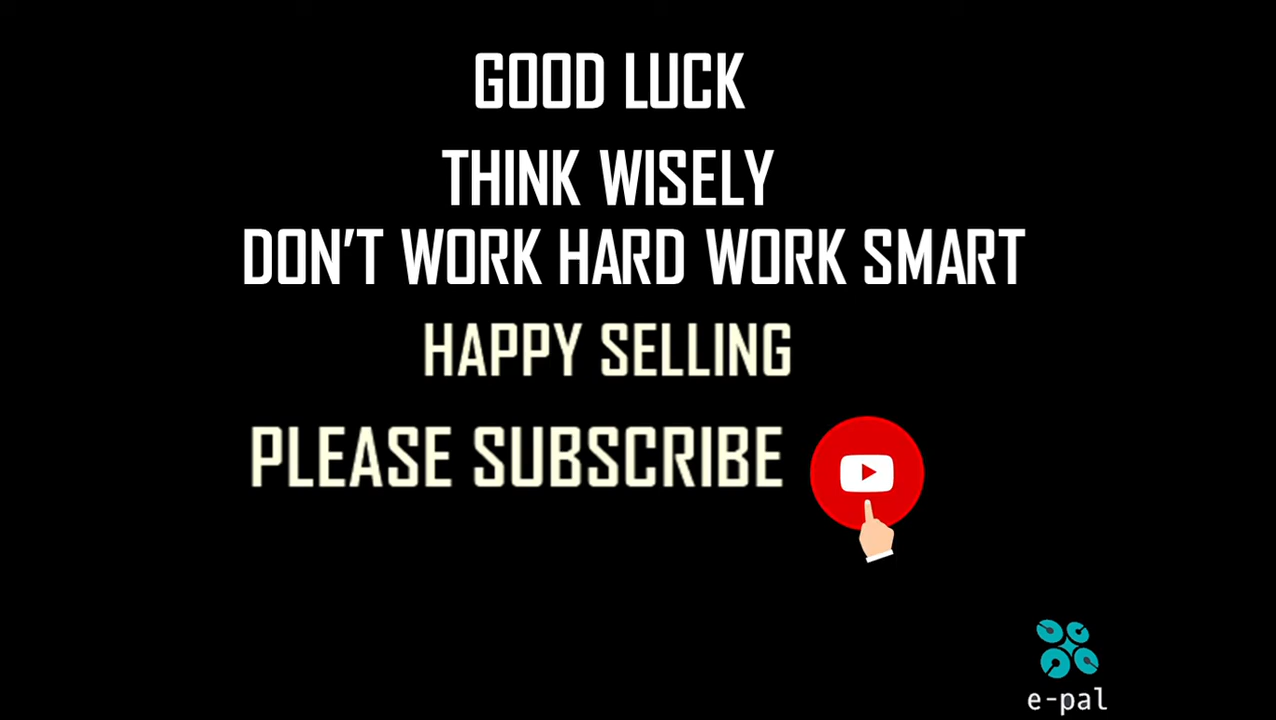 GOOD LUCK
THINK WISELY
DON'T WORK HARD WORK SMART
HAPPY SELLING
PLEASE SUBSCRIBE
e-pal